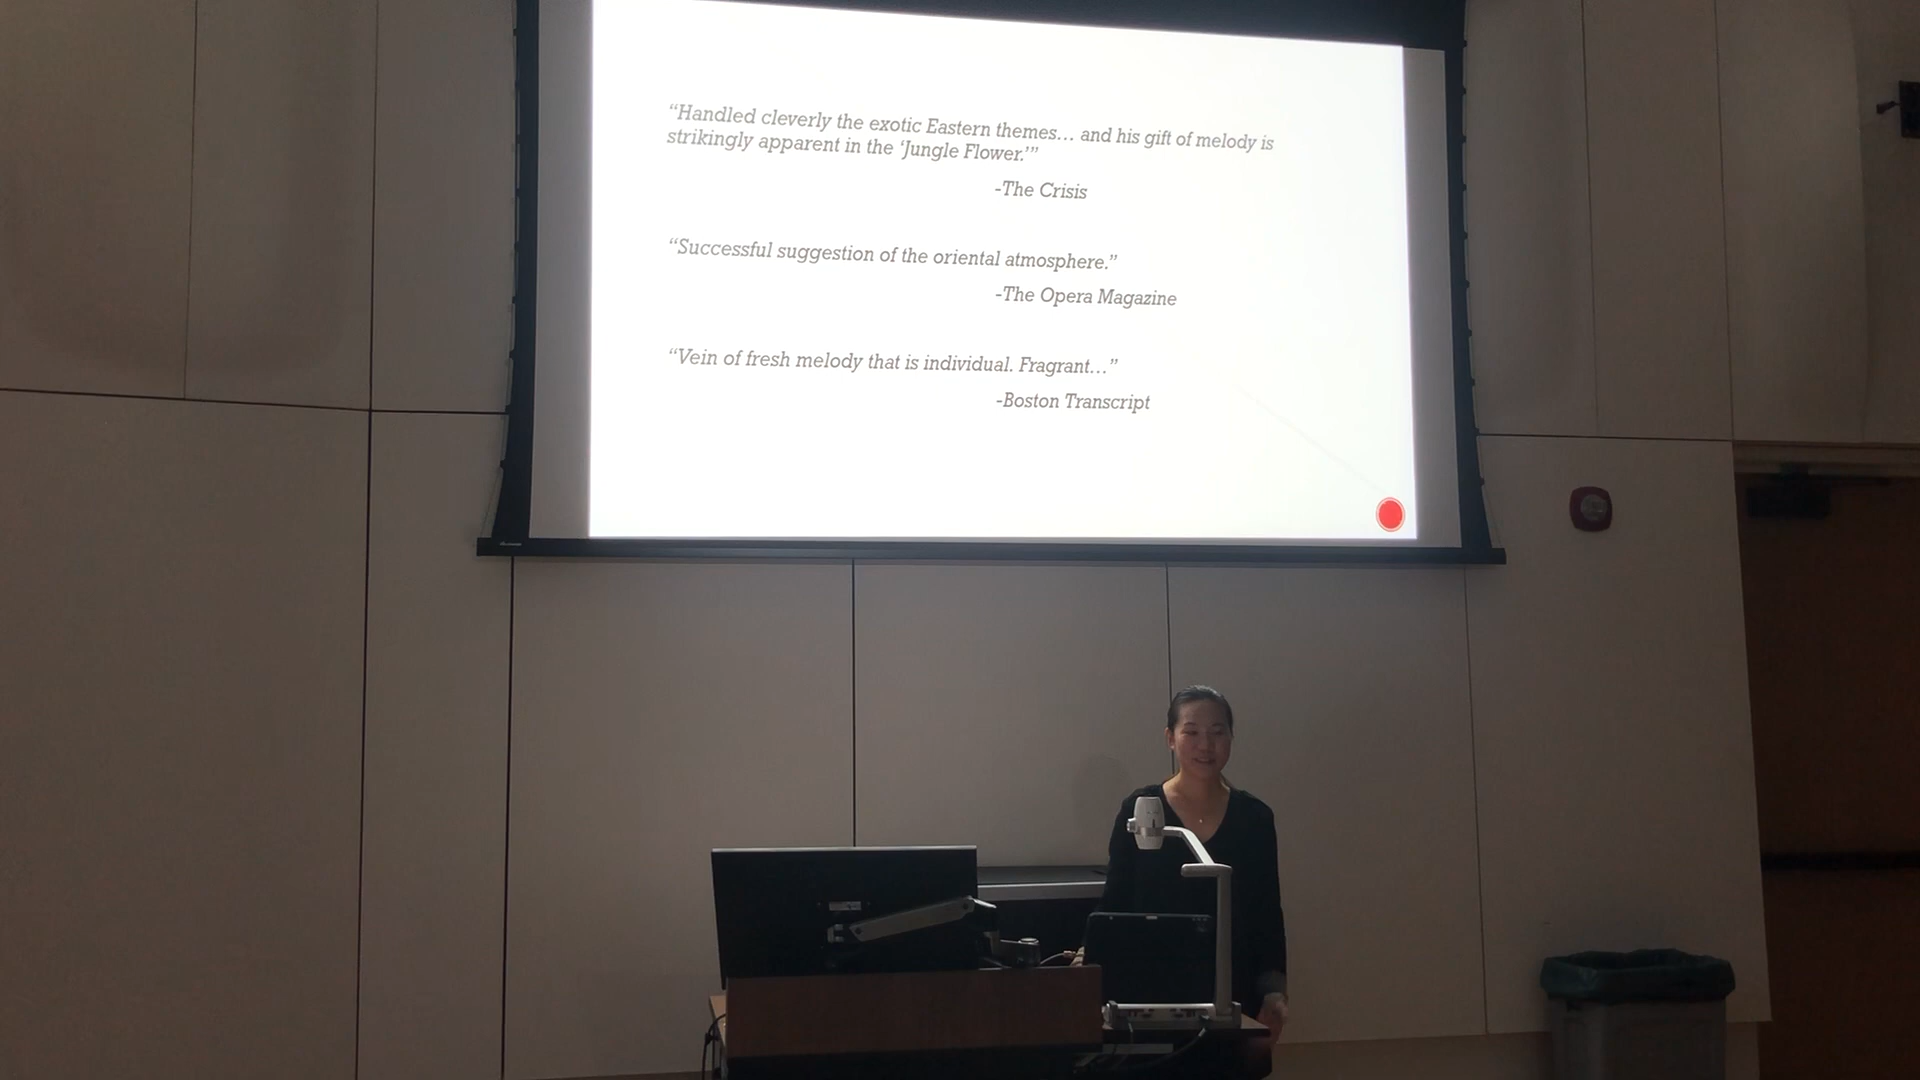 “Handled cleverly the exotic Eastern themes... and his gift of melody is
strikingly apparent in the ‘Jungle Flower.’”
-The Crisis
“Successful suggestion of the oriental atmosphere.”
-The Opera Magazine
“Vein of fresh melody that is individual. Fragrant...”
-Boston Transcript